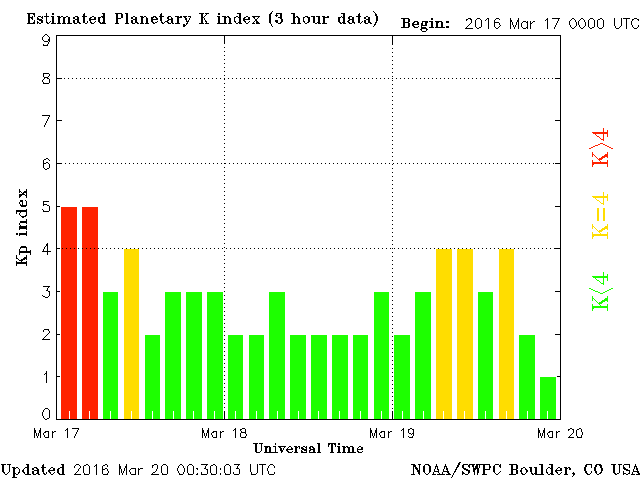 Estimated Planetary K index (3 hour data) Begin: 2016 Mar 17 0000 UTC
9
8
7
6
5
4
3
2
1
0
Kp index
Mar 17 Mar 18 Mar 19 Mar 20
Universal Time
K>4
K=4
K<4
Updated 2016 Mar 20 00:30:03 UTC NOAA/SWPC Boulder, CO USA